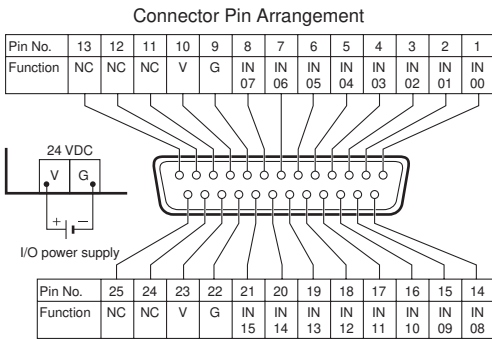 Connector Pin Arrangement
Pin No. 13 12 11 10 9 8 7 6 5 4 3 2 1
Function NC NC NC V G IN 07 IN 06 IN 05 IN 04 IN 03 IN 02 IN 01 IN 00
24 VDC
V G
+ −
I/O power supply
Pin No. 25 24 23 22 21 20 19 18 17 16 15 14
Function NC NC V G IN 15 IN 14 IN 13 IN 12 IN 11 IN 10 IN 09 IN 08